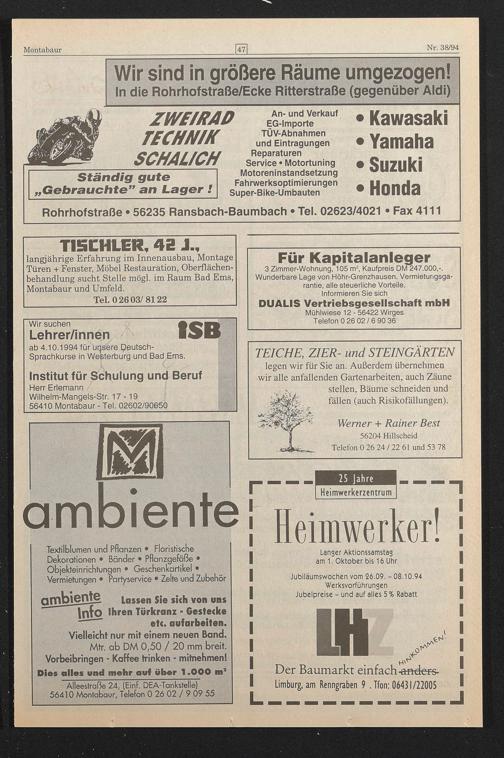 Montabaur
47
Nr. 38/94
Wir sind in größere Räume umgezogen!
In die Rohrhofstraße/Ecke Ritterstraße (gegenüber Aldi)
ZWEIRAD
TECHNIK
SCHALICH
Ständig gute
„Gebrauchte" an Lager !
An- und Verkauf
EG-Importe
TÜV-Abnahmen
und Eintragungen
Reparaturen
Service • Motortuning
Motoreninstandsetzung
Fahrwerksoptimierungen
Super-Bike-Umbauten
• Kawasaki
• Yamaha
• Suzuki
• Honda
Rohrhofstraße • 56235 Ransbach-Baumbach • Tel. 02623/4021 • Fax 4111
TISCHLER, 42 J.,
langjährige Erfahrung im Innenausbau, Montage
Türen + Fenster, Möbel Restauration, Oberflächen-
behandlung sucht Stelle mögl. im Raum Bad Ems,
Montabaur und Umfeld.
Tel. 0 26 03/ 81 22
Für Kapitalanleger
3 Zimmer-Wohnung, 105 m², Kaufpreis DM 247.000,-.
Wunderbare Lage von Höhr-Grenzhausen, Vermietungsga-
rantie, alle steuerliche Vorteile.
Informieren Sie sich
DUALIS Vertriebsgesellschaft mbH
Mühlwiese 12 - 56422 Wirges
Telefon 0 26 02 / 6 90 36
Wir suchen
Lehrer/innen
ISB
ab 4.10.1994 für unsere Deutsch-
Sprachkurse in Westerburg und Bad Ems.
Institut für Schulung und Beruf
Herr Erlemann
Wilhelm-Mangels-Str. 17 - 19
56410 Montabaur - Tel. 02602/90650
TEICHE, ZIER- und STEINGÄRTEN
legen wir für Sie an. Außerdem übernehmen
wir alle anfallenden Gartenarbeiten, auch Zäune
stellen, Bäume schneiden und
fällen (auch Risikofällungen).
Werner + Rainer Best
56204 Hillscheid
Telefon 0 26 24 / 22 61 und 53 78
ambiente
Textilblumen und Pflanzen • Floristische
Dekorationen • Bänder • Pflanzgefäße •
Objekteinrichtungen • Geschenkartikel •
Vermietungen • Partyservice • Zelte und Zubehör
ambiente
Info
Lassen Sie sich von uns
Ihren Türkranz - Gestecke
etc. aufarbeiten.
Vielleicht nur mit einem neuen Band.
Mtr. ab DM 0,50 / 20 mm breit.
Vorbeibringen - Kaffee trinken - mitnehmen!
Dies alles und mehr auf über 1.000 m²
Alleestraße 24, (Einf. DEA-Tankstelle)
56410 Montabaur, Telefon 0 26 02 / 9 09 55
25 Jahre
Heimwerkerzentrum
Heimwerker!
Langer Aktionssamstag
am 1. Oktober bis 16 Uhr
Jubiläumswochen vom 26.09. - 08.10.94
Werksvorführungen
Jubelpreise - und auf alles 5% Rabatt
LHZ
HINKOMMEN!
Der Baumarkt einfach anders
Limburg, am Renngraben 9 . Tfon: 06431/22005